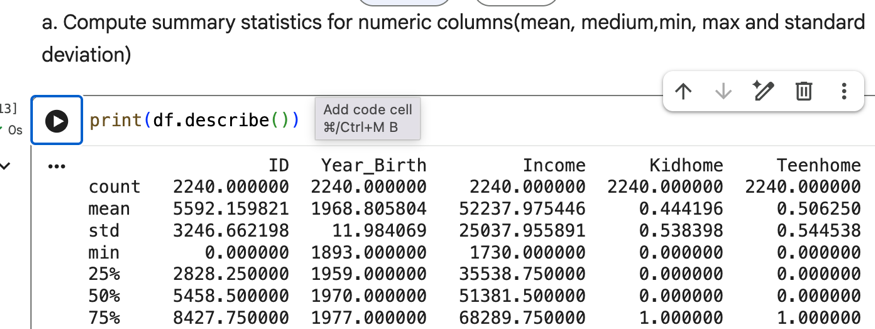 a. Compute summary statistics for numeric columns(mean, medium,min, max and standard
deviation)
13]
0s
print(df.describe())
Add code cell
⌘/Ctrl+M B
ID Year_Birth Income Kidhome Teenhome
count 2240.000000 2240.000000 2240.000000 2240.000000 2240.000000
mean 5592.159821 1968.805804 52237.975446 0.444196 0.506250
std 3246.662198 11.984069 25037.955891 0.538398 0.544538
min 0.000000 1893.000000 1730.000000 0.000000 0.000000
25% 2828.250000 1959.000000 35538.750000 0.000000 0.000000
50% 5458.500000 1970.000000 51381.500000 0.000000 0.000000
75% 8427.750000 1977.000000 68289.750000 1.000000 1.000000